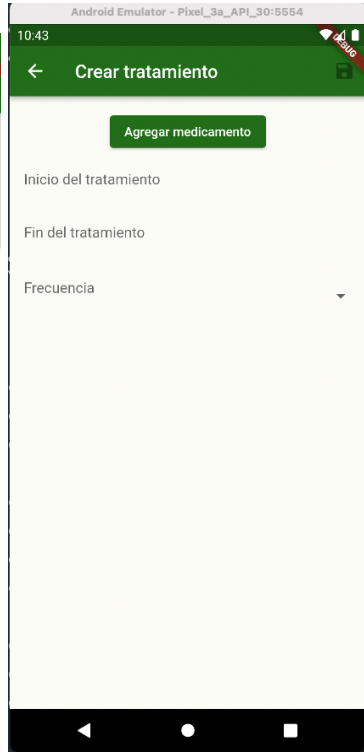 Android Emulator - Pixel_3a_API_30:5554
10:43
DEBUG
Crear tratamiento
Agregar medicamento
Inicio del tratamiento
Fin del tratamiento
Frecuencia